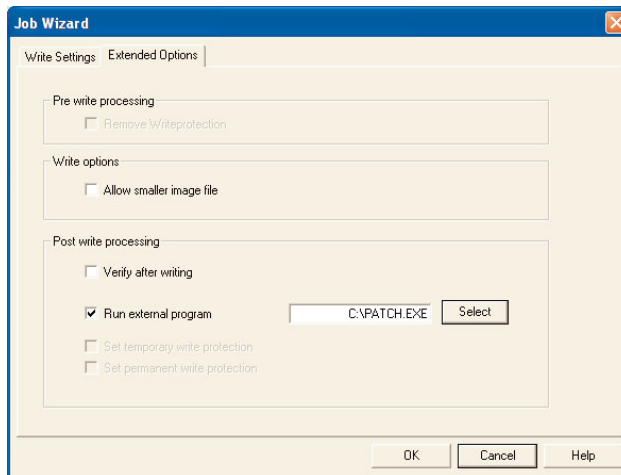 Job Wizard
Write Settings Extended Options
Pre write processing
Remove Writeprotection
Write options
Allow smaller image file
Post write processing
Verify after writing
Run external program C:\PATCH.EXE Select
Set temporary write protection
Set permanent write protection
OK Cancel Help